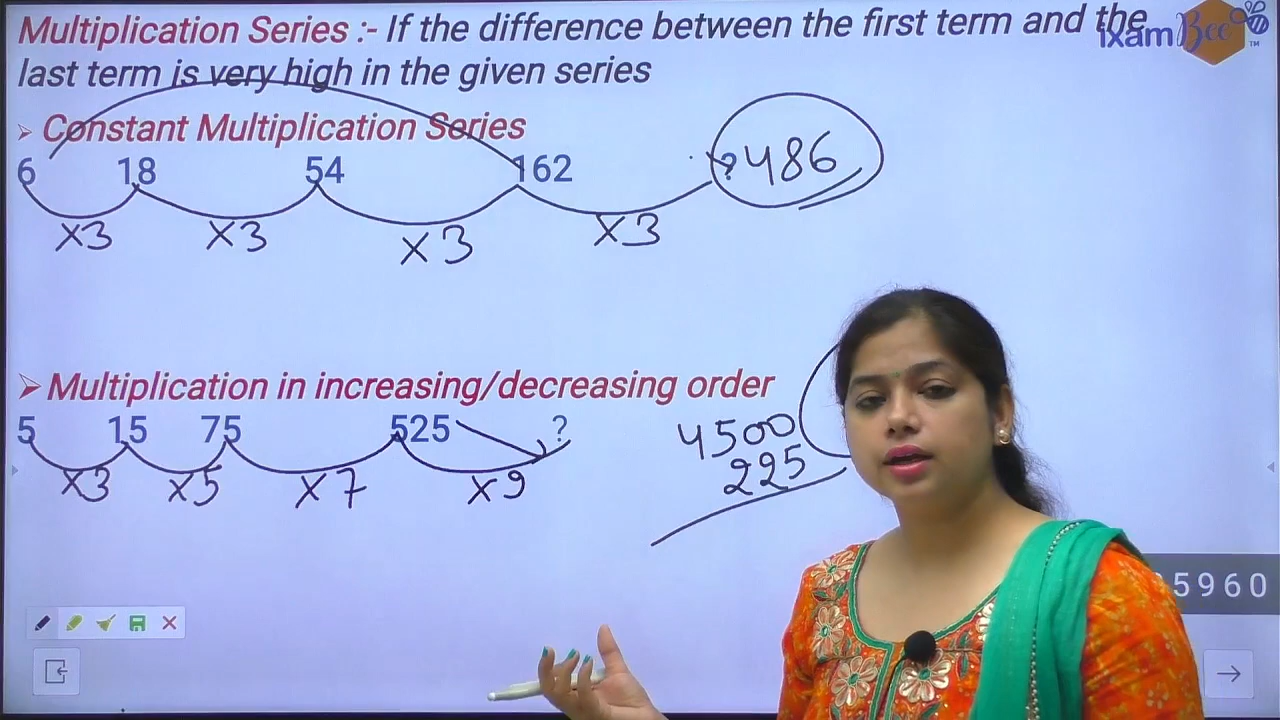 Multiplication Series :- If the difference between the first term and the
last term is very high in the given series
ixamBee™
➢ Constant Multiplication Series
6 18 54 162 ? 486
×3 ×3 ×3 ×3
➢ Multiplication in increasing/decreasing order
5 15 75 525 ?
×3 ×5 ×7 ×9
4500
225
5960